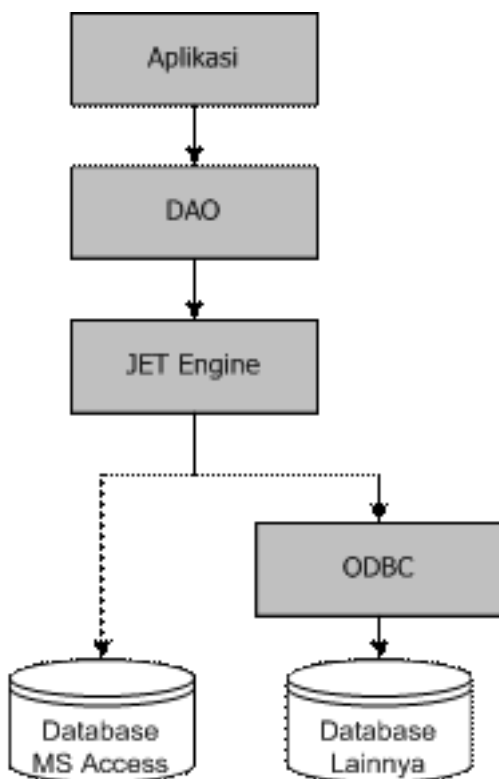 Aplikasi
DAO
JET Engine
ODBC
Database
MS Access
Database
Lainnya